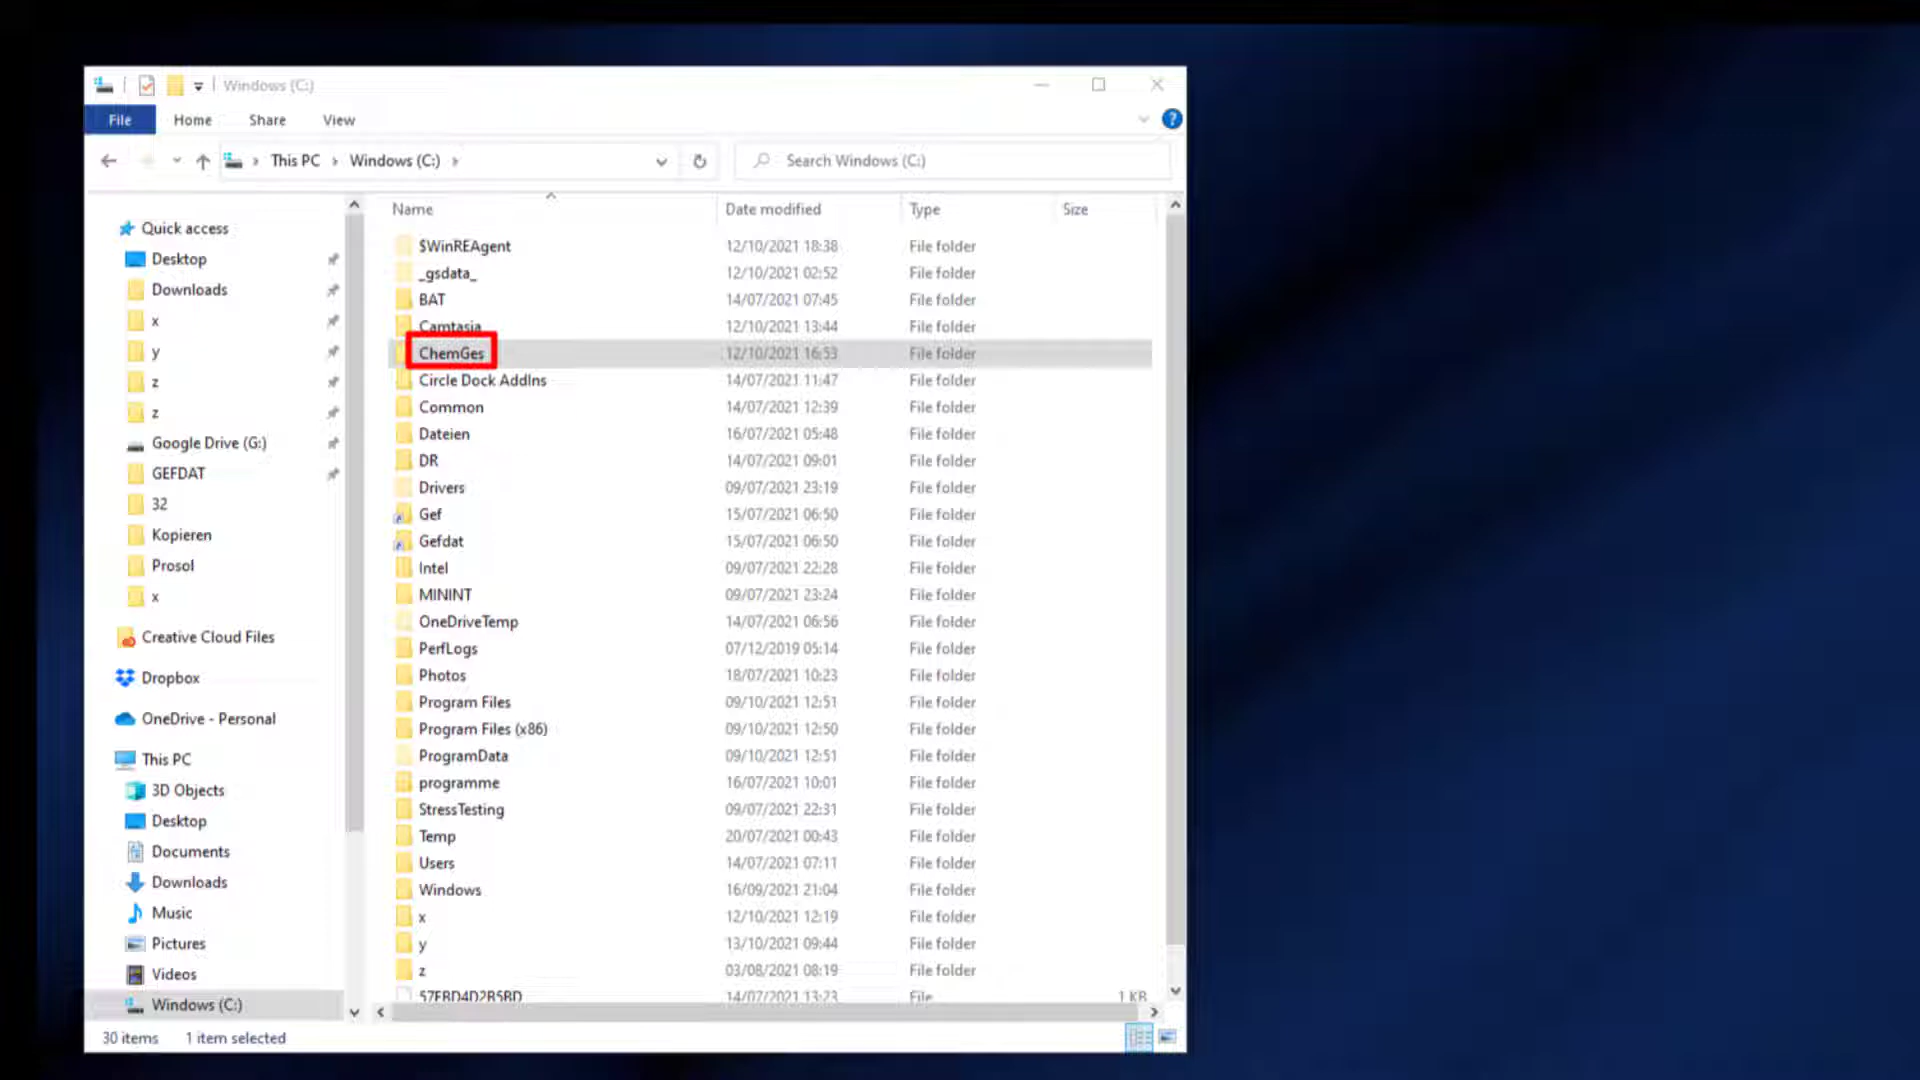 Windows (C:)
File Home Share View
This PC > Windows (C:) >
Search Windows (C:)
Name Date modified Type Size
Quick access
Desktop
Downloads
x
y
z
z
Google Drive (G:)
GEFDAT
32
Kopieren
Prosol
x
Creative Cloud Files
Dropbox
OneDrive - Personal
This PC
3D Objects
Desktop
Documents
Downloads
Music
Pictures
Videos
Windows (C:)
$WinREAgent 12/10/2021 18:38 File folder
_gsdata_ 12/10/2021 02:52 File folder
BAT 14/07/2021 07:45 File folder
Camtasia 12/10/2021 13:44 File folder
ChemGes 12/10/2021 16:53 File folder
Circle Dock AddIns 14/07/2021 11:47 File folder
Common 14/07/2021 12:39 File folder
Dateien 16/07/2021 05:48 File folder
DR 14/07/2021 09:01 File folder
Drivers 09/07/2021 23:19 File folder
Gef 15/07/2021 06:50 File folder
Gefdat 15/07/2021 06:50 File folder
Intel 09/07/2021 22:28 File folder
MININT 09/07/2021 23:24 File folder
OneDriveTemp 14/07/2021 06:56 File folder
PerfLogs 07/12/2019 05:14 File folder
Photos 18/07/2021 10:23 File folder
Program Files 09/10/2021 12:51 File folder
Program Files (x86) 09/10/2021 12:50 File folder
ProgramData 09/10/2021 12:51 File folder
programme 16/07/2021 10:01 File folder
StressTesting 09/07/2021 22:31 File folder
Temp 20/07/2021 00:43 File folder
Users 14/07/2021 07:11 File folder
Windows 16/09/2021 21:04 File folder
x 12/10/2021 12:19 File folder
y 13/10/2021 09:44 File folder
z 03/08/2021 08:19 File folder
14/07/2021 13:23 File 1 KB
30 items 1 item selected